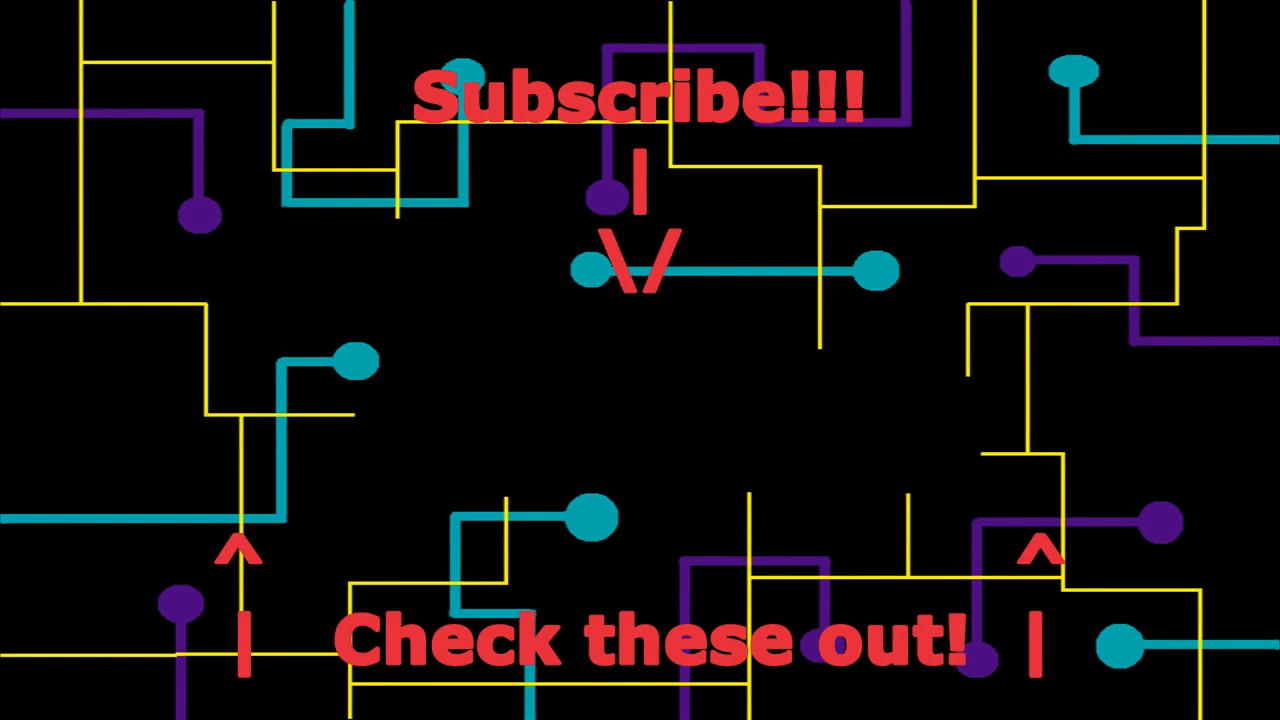 Subscribe!!!
|
\/
^ ^
| Check these out! |